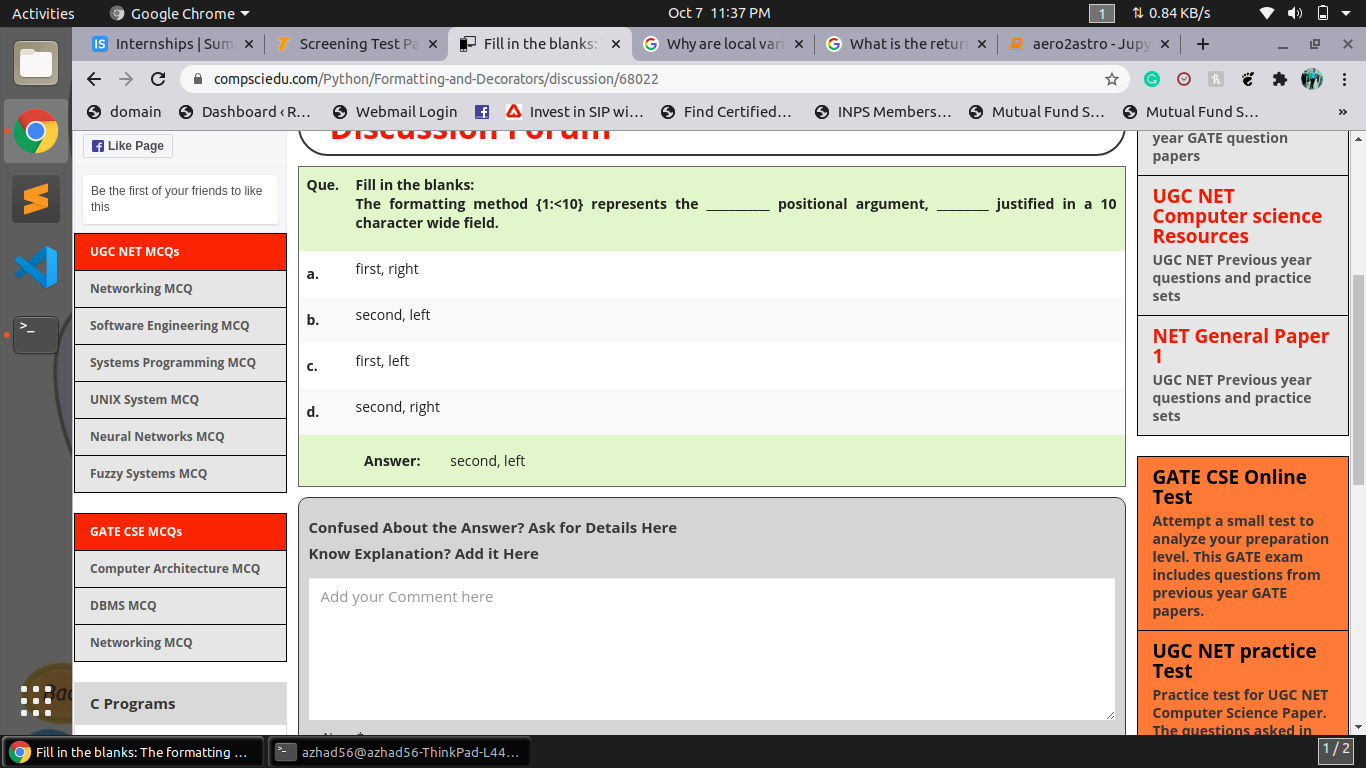 Activities
Google Chrome
Oct 7 11:37 PM
1
0.84 KB/s
Internships | Sum
Screening Test Pa
Fill in the blanks:
Why are local vari
What is the retur
aero2astro - Jupy
compsciedu.com/Python/Formatting-and-Decorators/discussion/68022
domain
Dashboard ‹ R...
Webmail Login
Invest in SIP wi...
Find Certified...
INPS Members...
Mutual Fund S...
Mutual Fund S...
»
Discussion Forum
Like Page
Be the first of your friends to like
this
UGC NET MCQs
Networking MCQ
Software Engineering MCQ
Systems Programming MCQ
UNIX System MCQ
Neural Networks MCQ
Fuzzy Systems MCQ
GATE CSE MCQs
Computer Architecture MCQ
DBMS MCQ
Networking MCQ
C Programs
Que. Fill in the blanks:
The formatting method {1:<10} represents the __________ positional argument, ________ justified in a 10
character wide field.
a. first, right
b. second, left
c. first, left
d. second, right
Answer: second, left
Confused About the Answer? Ask for Details Here
Know Explanation? Add it Here
Add your Comment here
year GATE question
papers
UGC NET
Computer science
Resources
UGC NET Previous year
questions and practice
sets
NET General Paper
1
UGC NET Previous year
questions and practice
sets
GATE CSE Online
Test
Attempt a small test to
analyze your preparation
level. This GATE exam
includes questions from
previous year GATE
papers.
UGC NET practice
Test
Practice test for UGC NET
Computer Science Paper.
The questions asked in
Fill in the blanks: The formatting ...
azhad56@azhad56-ThinkPad-L44...
1 / 2